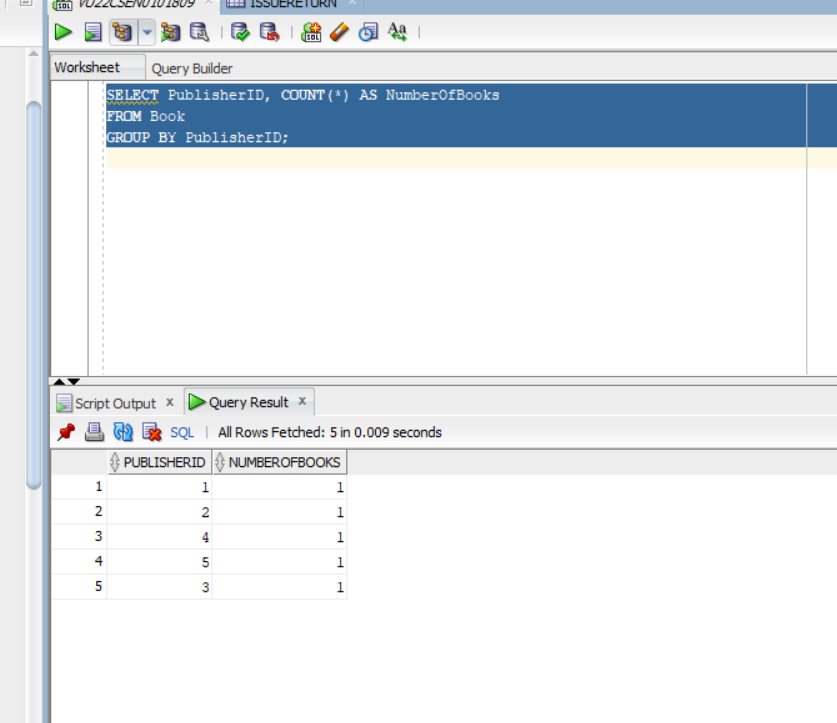 ISSUERETURN
Worksheet Query Builder
SELECT PublisherID, COUNT(*) AS NumberOfBooks
FROM Book
GROUP BY PublisherID;
Script Output x Query Result x
SQL | All Rows Fetched: 5 in 0.009 seconds
PUBLISHERID NUMBEROFBOOKS
1 1 1
2 2 1
3 4 1
4 5 1
5 3 1